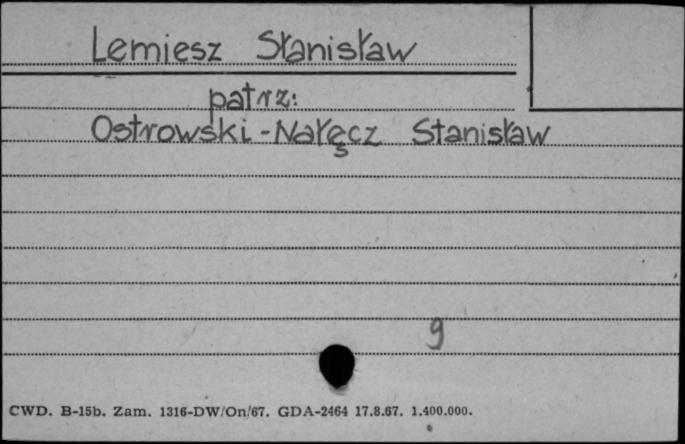 Lemiesz Stanisław
patrz:
Ostrowski-Nałęcz Stanisław
9
CWD. B-15b. Zam. 1316-DW/On/67. GDA-2464 17.8.67. 1.400.000.